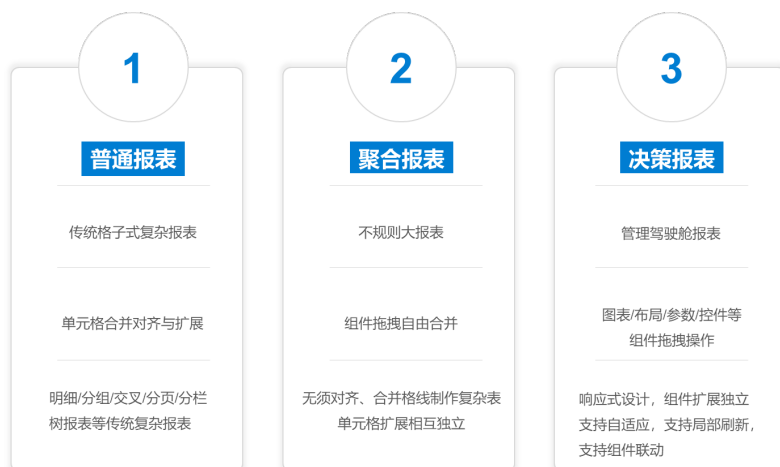 1
普通报表
传统格子式复杂报表
单元格合并对齐与扩展
明细/分组/交叉/分页/分栏
树报表等传统复杂报表
2
聚合报表
不规则大报表
组件拖拽自由合并
无须对齐、合并格线制作复杂表
单元格扩展相互独立
3
决策报表
管理驾驶舱报表
图表/布局/参数/控件等
组件拖拽操作
响应式设计，组件扩展独立
支持自适应，支持局部刷新，
支持组件联动